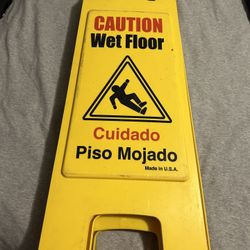 CAUTION
Wet Floor
Cuidado
Piso Mojado
Made in U.S.A.